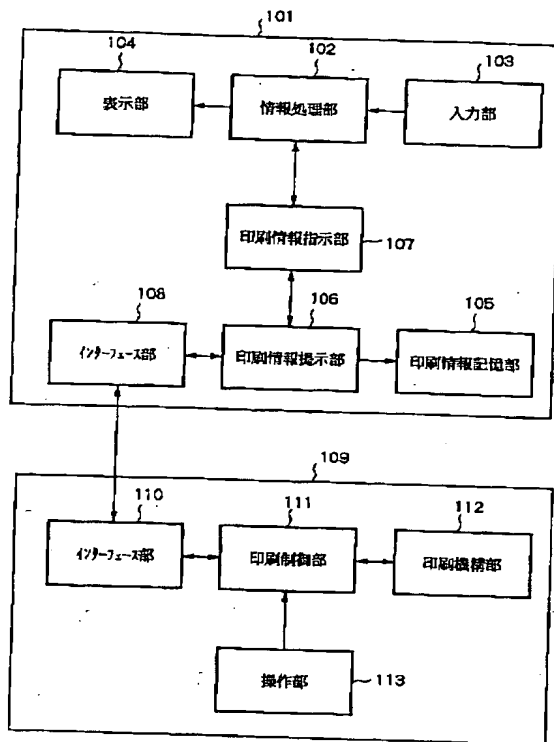 101
104
102
103
表示部
情報処理部
入力部
印刷情報指示部
107
108
106
105
インターフェース部
印刷情報提示部
印刷情報記憶部
109
110
111
112
インターフェース部
印刷制御部
印刷機構部
操作部
113